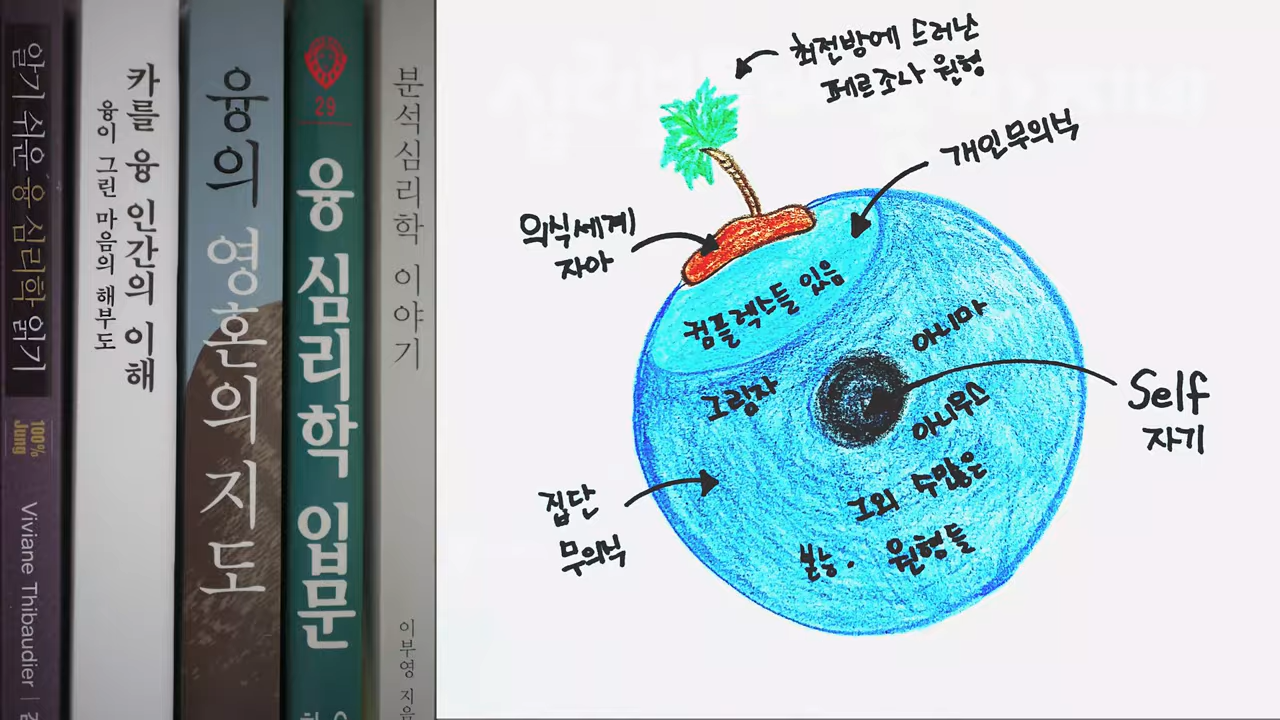 알기 쉬운 융 심리학 읽기
100%
Jung
Viviane Thibaudier
카를 융 인간의 이해
융이 그린 마음의 해부도
융의 영혼의 지도
29
융 심리학 입문
분석심리학 이야기
이부영 지음
최전방에 드러난
페르조나 원형
개인무의식
의식세계
자아
컴플렉스들 있음
아니마
그림자
Self
자기
아니무스
집단
무의식
그외 수많은
본능. 원형들